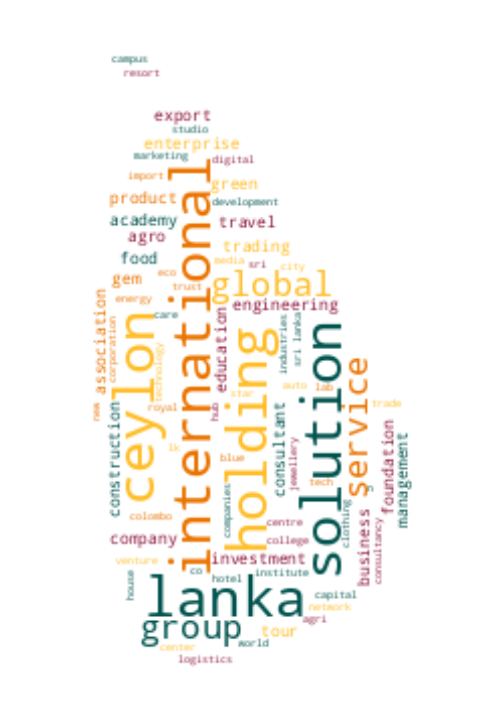 campus
resort
export
studio
enterprise
marketing
digital
import
green
product
development
academy
travel
agro
trading
food
media
sri
city
eco
gem
trust
global
energy
engineering
care
international
association
corporation
education
industries
sri lanka
ceylon
technology
holding
solution
service
auto
lab
star
new
royal
hub
trade
construction
consultant
jewellery
foundation
management
lk
blue
tech
colombo
companies
centre
clothing
business
consultancy
company
college
venture
investment
co
hotel
institute
house
lanka
capital
network
group
agri
tour
world
center
logistics